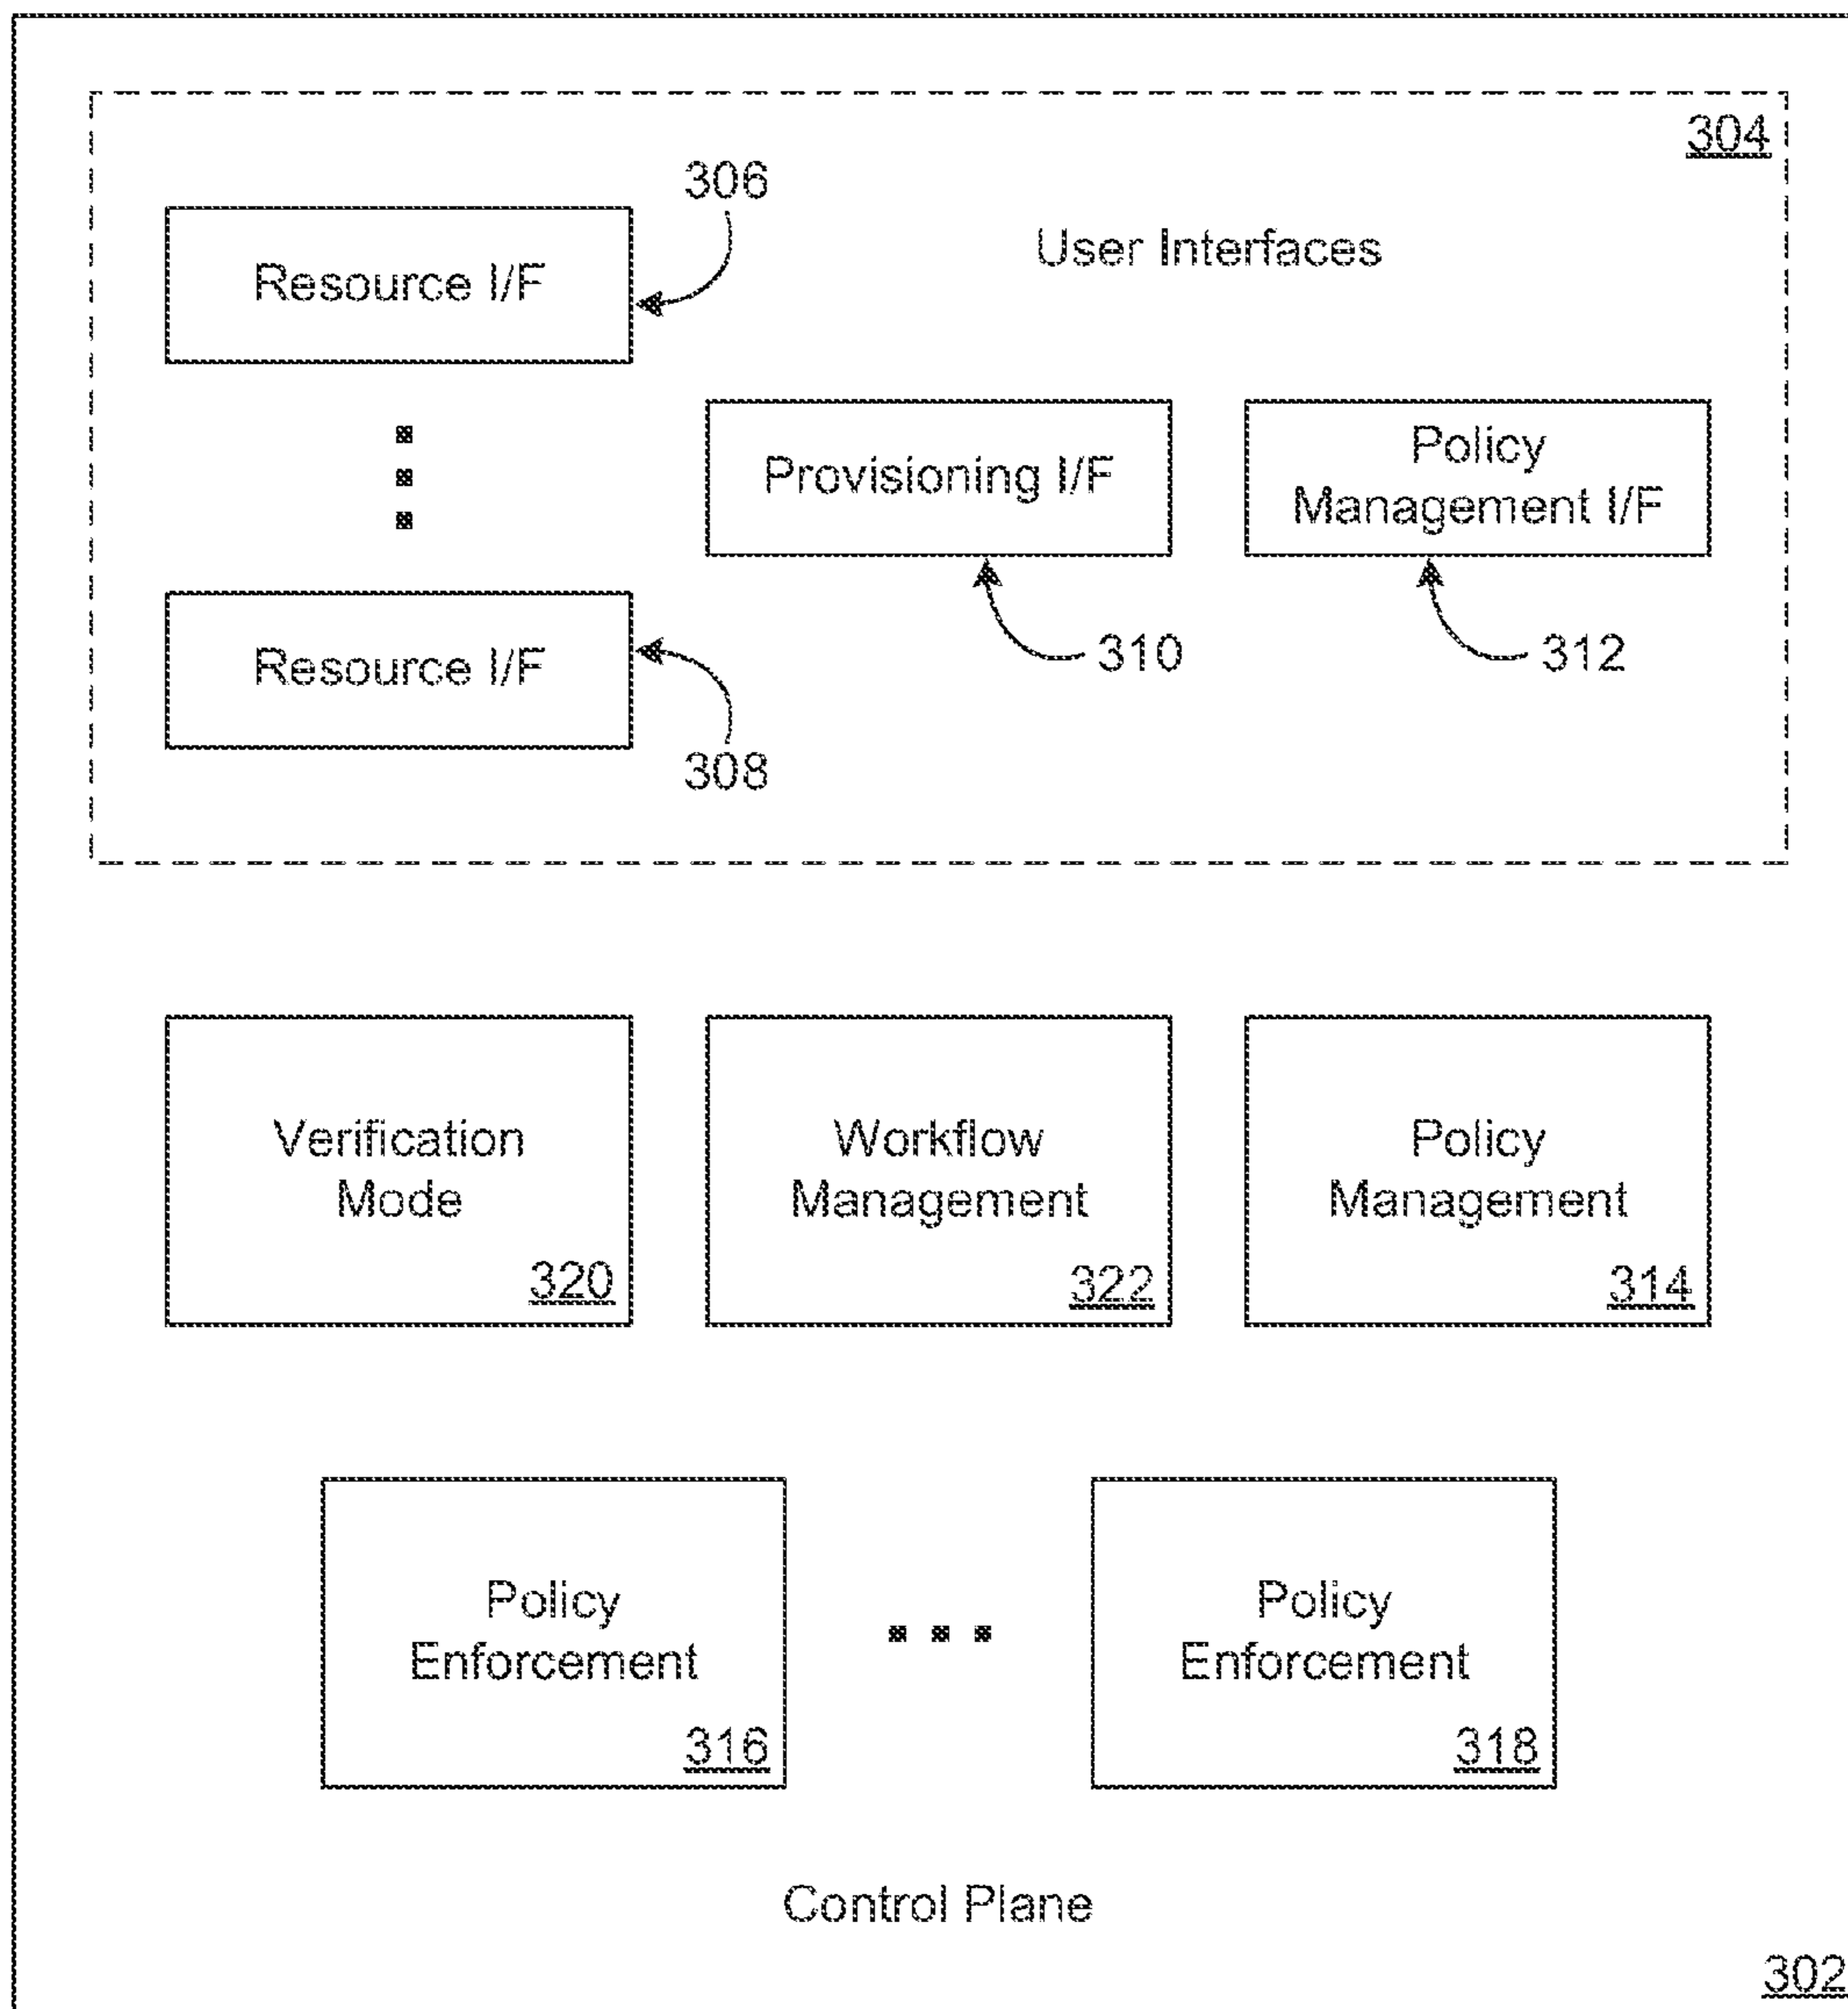 304
306
User Interfaces
Resource I/F
Provisioning I/F
Policy
Management I/F
Resource I/F
310
312
308
Verification
Mode
320
Workflow
Management
322
Policy
Management
314
Policy
Enforcement
316
Policy
Enforcement
318
Control Plane
302